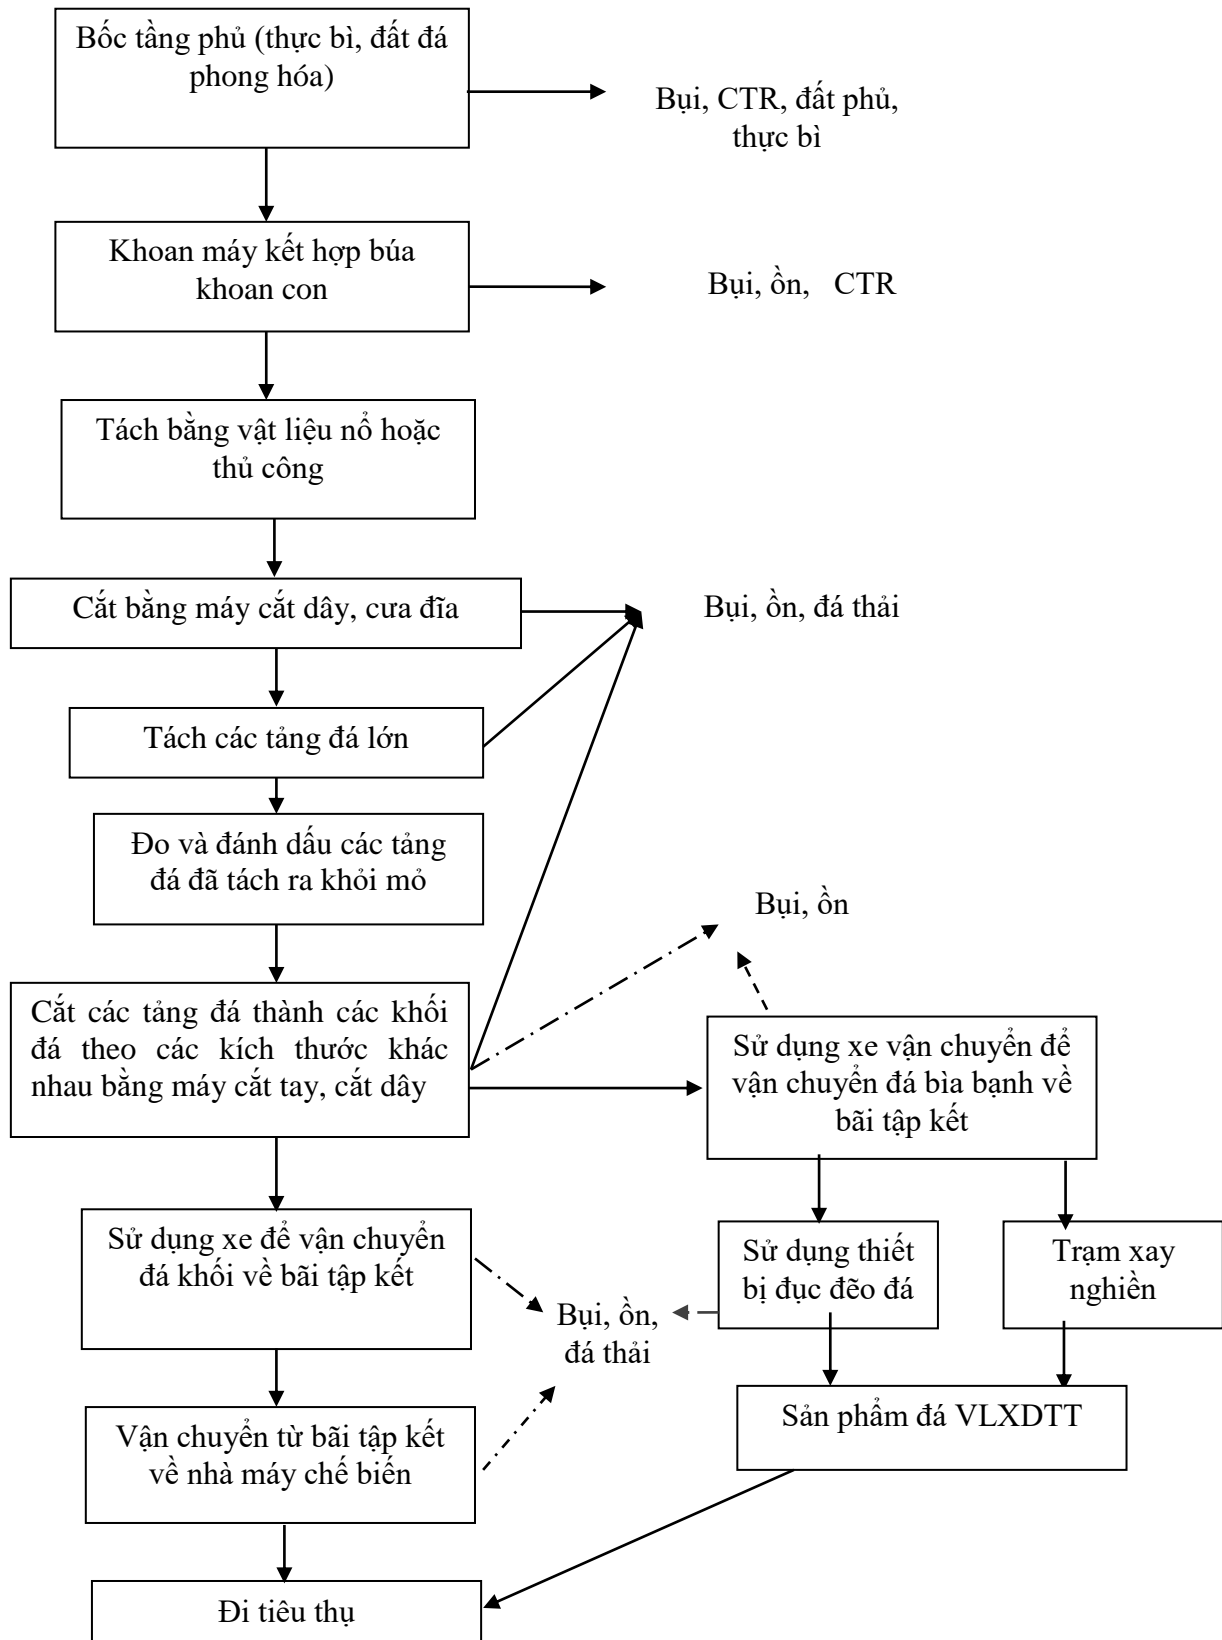 Bốc tầng phủ (thực bì, đất đá
phong hóa)
Bụi, CTR, đất phủ,
thực bì
Khoan máy kết hợp búa
khoan con
Bụi, ồn, CTR
Tách bằng vật liệu nổ hoặc
thủ công
Cắt bằng máy cắt dây, cưa đĩa
Bụi, ồn, đá thải
Tách các tảng đá lớn
Đo và đánh dấu các tảng
đá đã tách ra khỏi mỏ
Bụi, ồn
Cắt các tảng đá thành các khối
đá theo các kích thước khác
nhau bằng máy cắt tay, cắt dây
Sử dụng xe vận chuyển để
vận chuyển đá bìa bạnh về
bãi tập kết
Sử dụng xe để vận chuyển
đá khối về bãi tập kết
Sử dụng thiết
bị đục đẽo đá
Trạm xay
nghiền
Bụi, ồn,
đá thải
Sản phẩm đá VLXDTT
Vận chuyển từ bãi tập kết
về nhà máy chế biến
Đi tiêu thụ